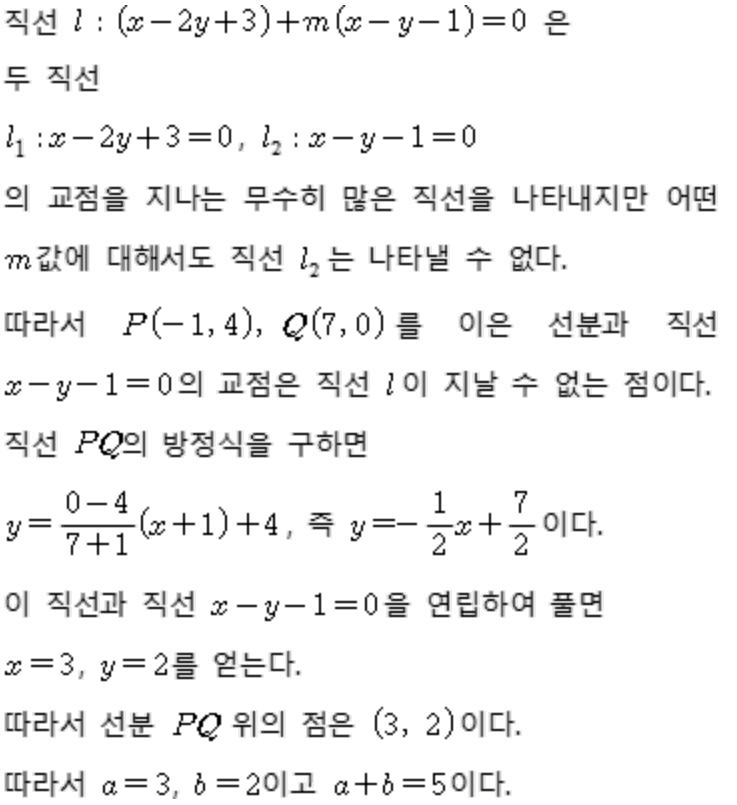 직선 l : (x−2y+3)+m(x−y−1)=0 은
두 직선
l₁ : x−2y+3=0, l₂ : x−y−1=0
의 교점을 지나는 무수히 많은 직선을 나타내지만 어떤
m값에 대해서도 직선 l₂는 나타낼 수 없다.
따라서 P(−1, 4), Q(7, 0)를 이은 선분과 직선
x−y−1=0의 교점은 직선 l이 지날 수 없는 점이다.
직선 PQ의 방정식을 구하면
y=\frac{0−4}{7+1}(x+1)+4, 즉 y=−\frac{1}{2}x+\frac{7}{2}이다.
이 직선과 직선 x−y−1=0을 연립하여 풀면
x=3, y=2를 얻는다.
따라서 선분 PQ 위의 점은 (3, 2)이다.
따라서 a=3, b=2이고 a+b=5이다.